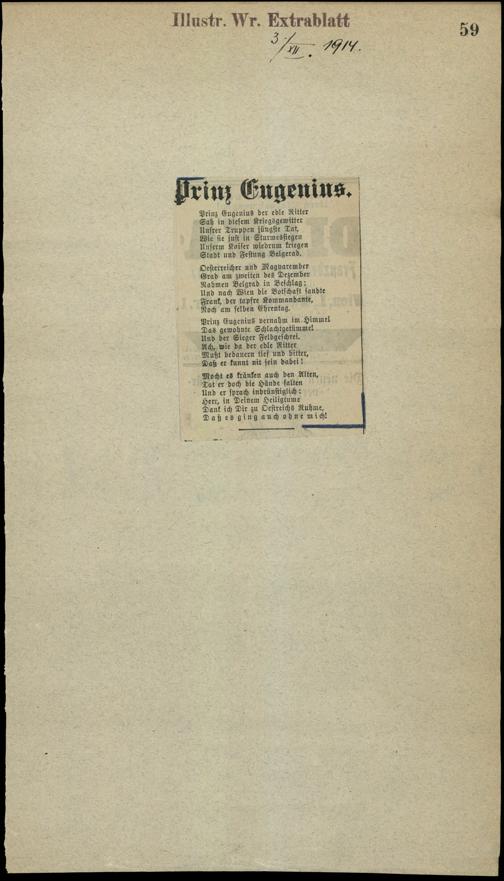 Illustr. Wr. Extrablatt
59
3./XII. 1914.
Prinz Eugenius.
Prinz Eugenius der edle Ritter
Sah in diesem Kriegsgewitter
Unsrer Truppen jüngste Tat,
Wie sie just in Sturmessiegen
Unserm Kaiser wiedrum kriegen
Stadt und Festung Belgerad.
Oesterreicher und Magyarember
Grad am zweiten des Dezember
Nahmen Belgrad in Beschlag;
Und nach Wien die Botschaft sandte
Frank, der tapfre Kommandante,
Noch am selben Ehrentag.
Prinz Eugenius vernahm im Himmel
Das gewohnte Schlachtgetümmel
Und der Sieger Feldgeschrei.
Ach, wie da der edle Ritter
Mußt bedauern tief und bitter,
Daß er kunnt nit sein dabei!
Mocht es kränken auch den Alten,
Tat er doch die Hände falten
Und er sprach inbrünstiglich:
Herr, in Deinem Heiligtume
Dank ich Dir zu Oestreichs Ruhme,
Daß es ging auch ohne mich!